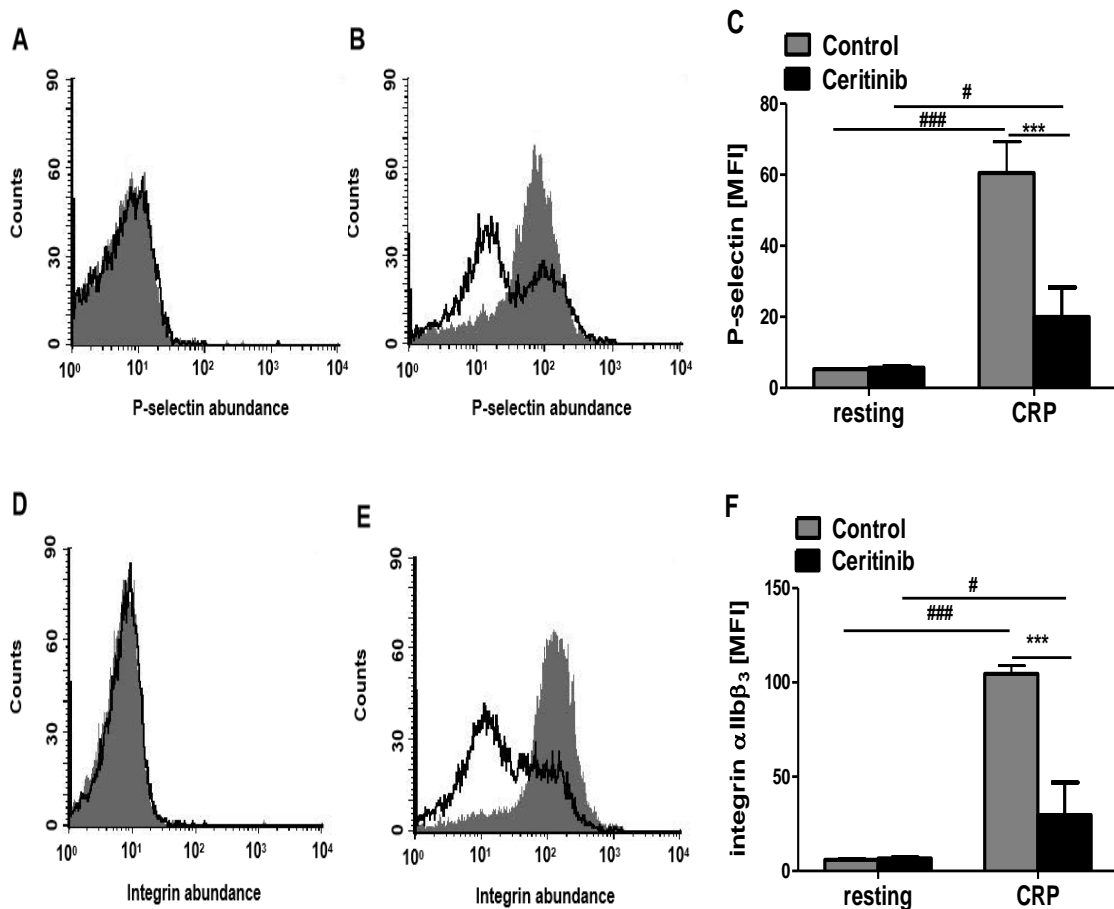 A
Counts
90
60
30
0
10⁰ 10¹ 10² 10³ 10⁴
P-selectin abundance
B
Counts
90
60
30
0
10⁰ 10¹ 10² 10³ 10⁴
P-selectin abundance
C
Control
Ceritinib
P-selectin [MFI]
80
60
40
20
0
#
###
***
resting CRP
D
Counts
90
60
30
0
10⁰ 10¹ 10² 10³ 10⁴
Integrin abundance
E
Counts
90
60
30
0
10⁰ 10¹ 10² 10³ 10⁴
Integrin abundance
F
Control
Ceritinib
integrin αIIbβ₃ [MFI]
150
100
50
0
#
###
***
resting CRP